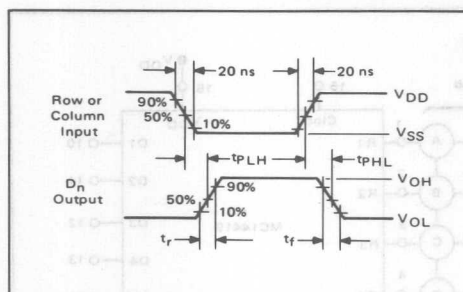 20 ns
20 ns
Row or
Column
Input
90%
50%
10%
VDD
VSS
tPLH
tPHL
Dn
Output
50%
90%
10%
VOH
VOL
tr
tf